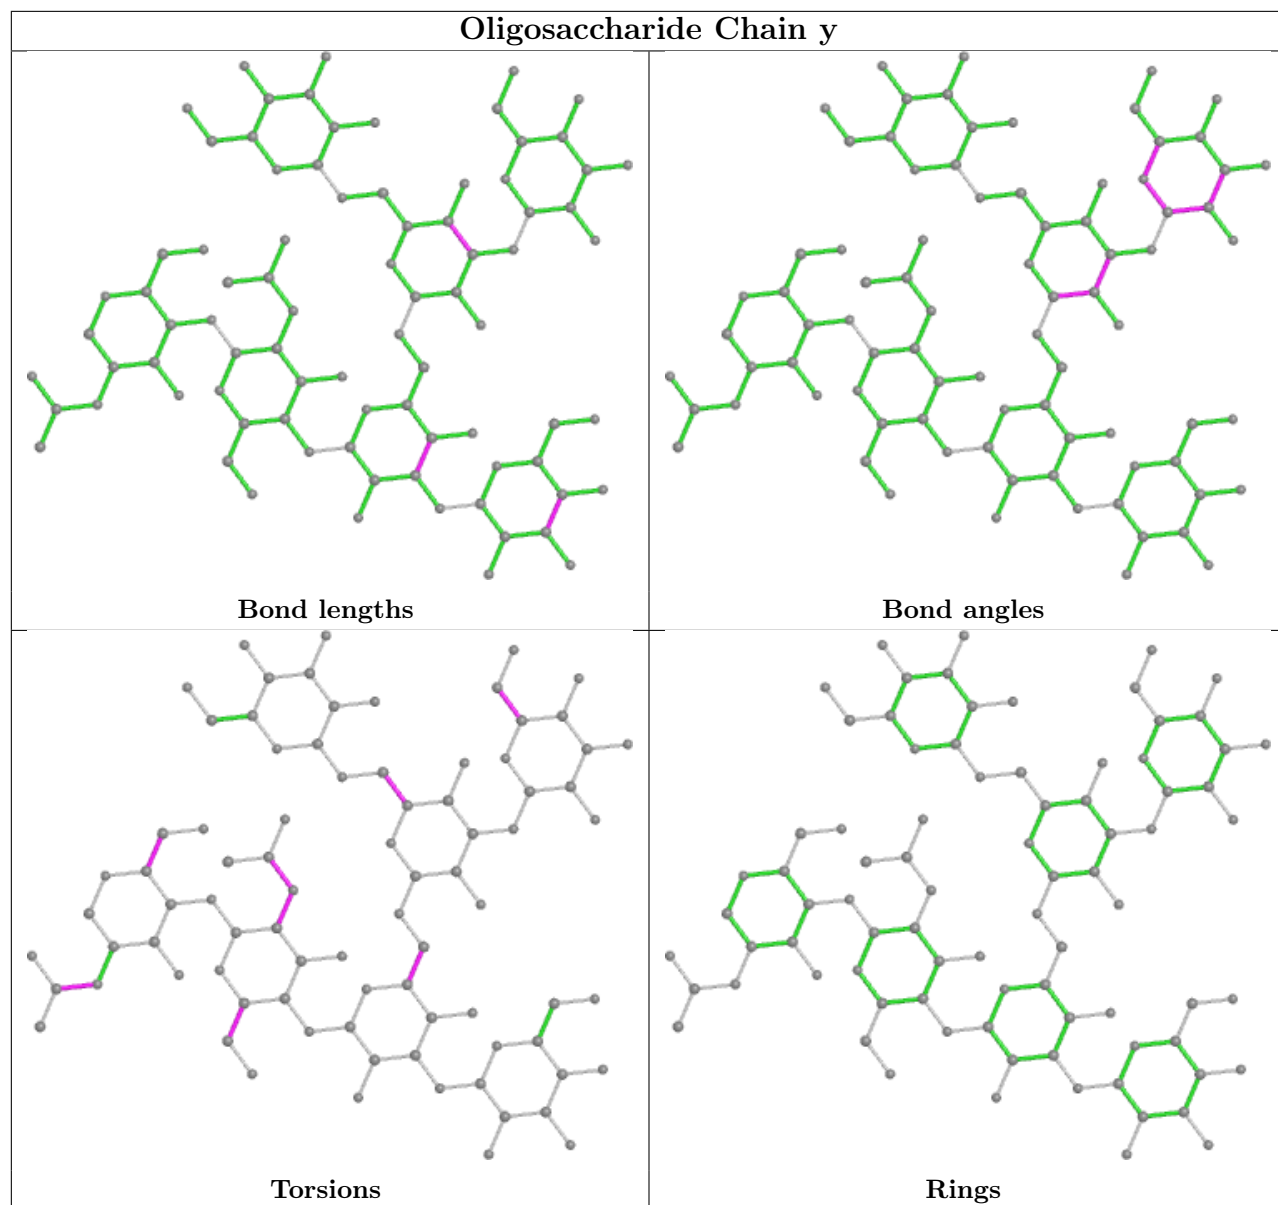 Oligosaccharide Chain y
Bond lengths
Bond angles
Torsions
Rings